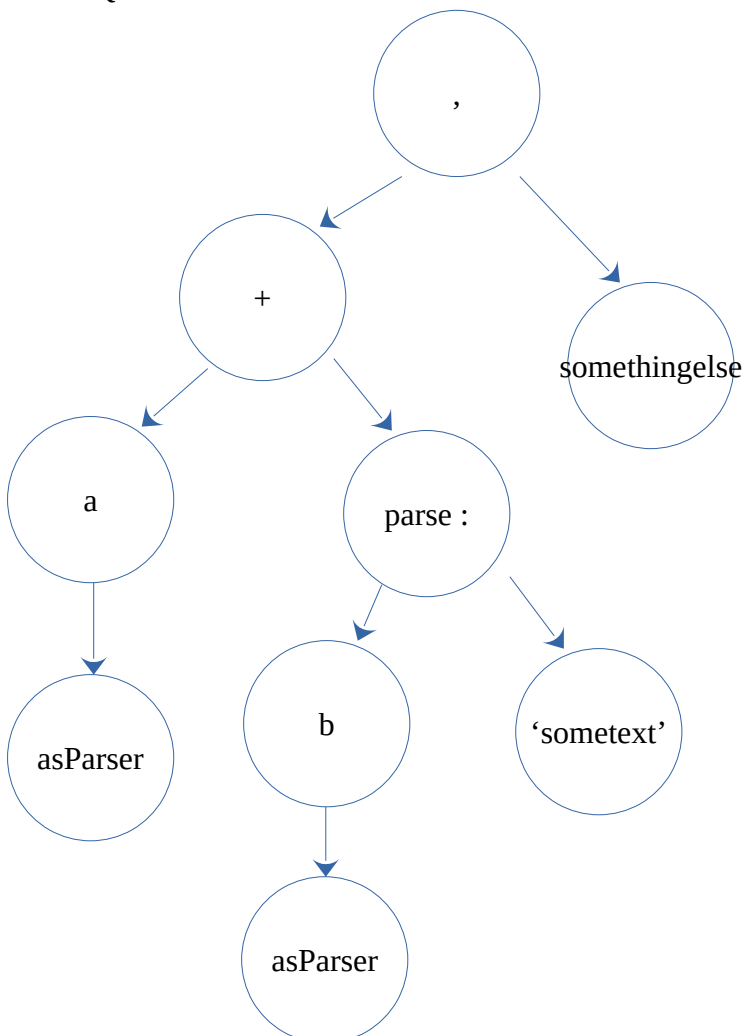 ,
+
somethingelse
a
parse :
b
‘sometext’
asParser
asParser